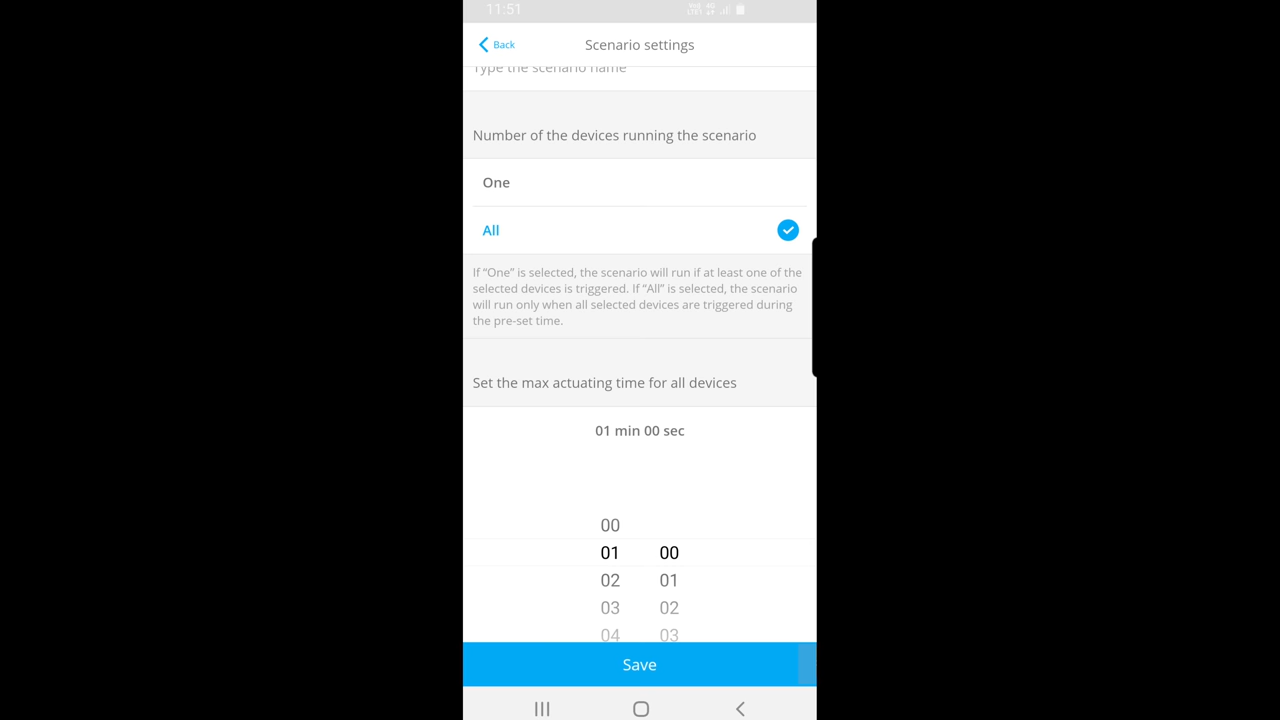 11:51
Back
Scenario settings
Type the scenario name
Number of the devices running the scenario
One
All
If “One” is selected, the scenario will run if at least one of the
selected devices is triggered. If “All” is selected, the scenario
will run only when all selected devices are triggered during
the pre-set time.
Set the max actuating time for all devices
01 min 00 sec
00
01 00
02 01
03 02
04 03
Save